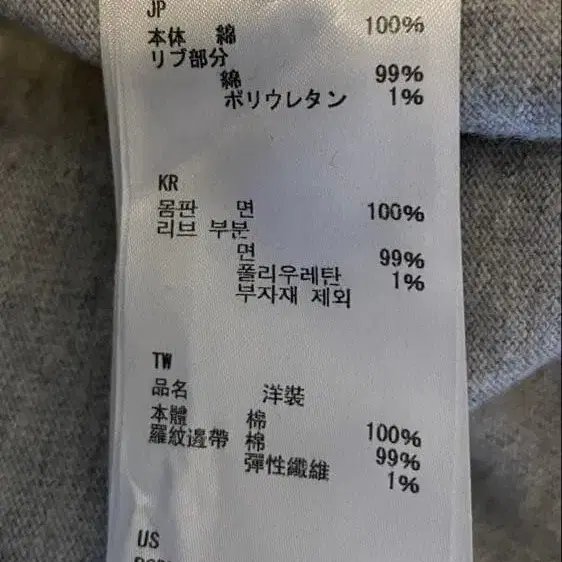 JP
本体 綿 100%
リブ部分
綿 99%
ポリウレタン 1%
KR
몸판 면 100%
리브 부분
면 99%
폴리우레탄 1%
부자재 제외
TW
品名 洋裝
本體 棉 100%
羅紋邊帶 棉 99%
彈性纖維 1%
US